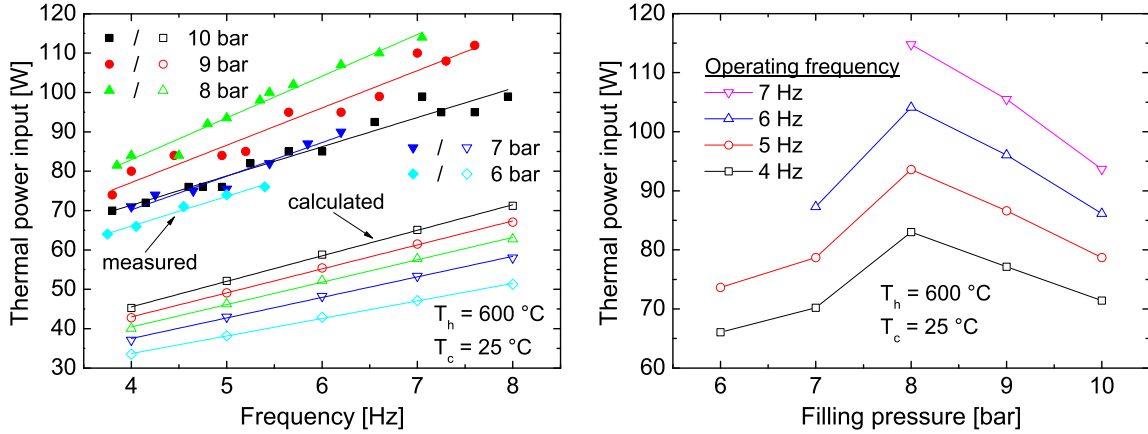 Thermal power input [W]
120
110
100
90
80
70
60
50
40
30
/ 10 bar
/ 9 bar
/ 8 bar
/ 7 bar
/ 6 bar
calculated
measured
T_h = 600 °C
T_c = 25 °C
4 5 6 7 8
Frequency [Hz]
Thermal power input [W]
120
110
100
90
80
70
60
Operating frequency
7 Hz
6 Hz
5 Hz
4 Hz
T_h = 600 °C
T_c = 25 °C
6 7 8 9 10
Filling pressure [bar]